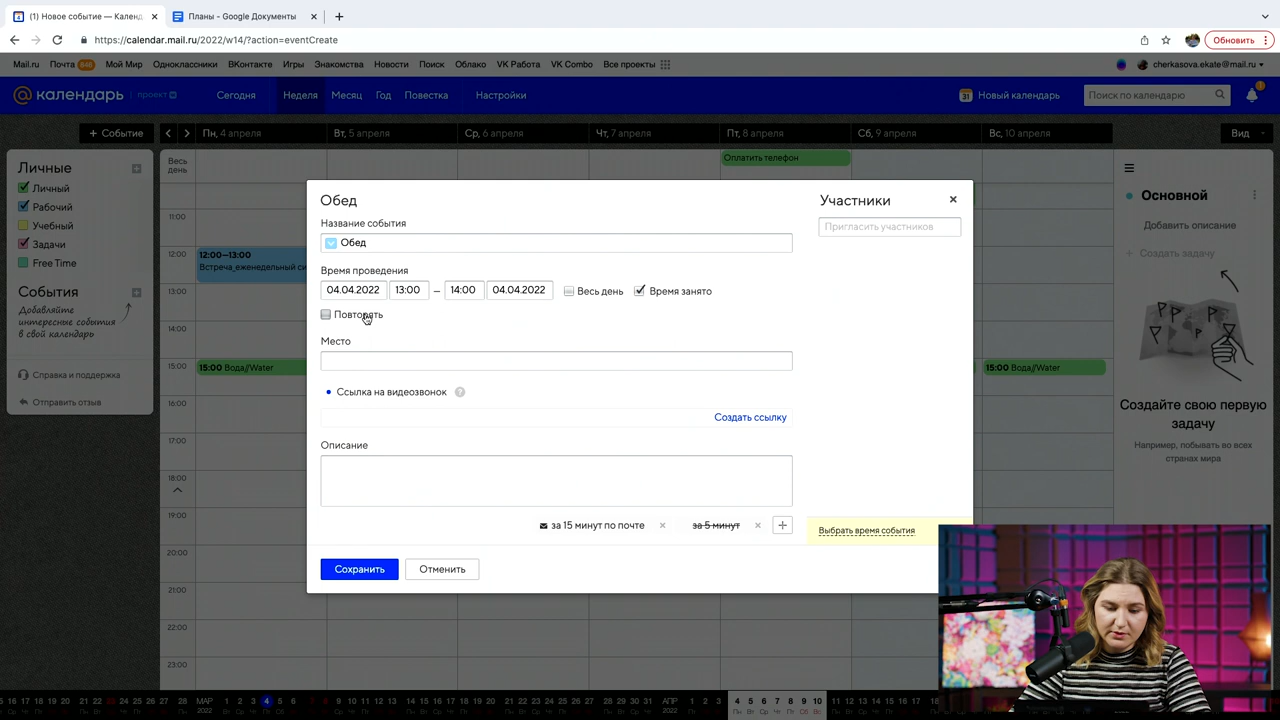 (1) Новое событие — Календ
Планы - Google Документы
https://calendar.mail.ru/2022/w14/?action=eventCreate
Обновить
Mail.ru Почта 848 Мой Мир Одноклассники ВКонтакте Игры Знакомства Новости Поиск Облако VK Работа VK Combo Все проекты
cherkasova.ekate@mail.ru
календарь проект Сегодня Неделя Месяц Год Повестка Настройки 31 Новый календарь Поиск по календарю
+ Событие Пн, 4 апреля Вт, 5 апреля Ср, 6 апреля Чт, 7 апреля Пт, 8 апреля Сб, 9 апреля Вс, 10 апреля Вид
Личные
Личный
Рабочий
Учебный
Задачи
Free Time
События
Добавляйте
интересные события
в свой календарь
Справка и поддержка
Отправить отзыв
Весь
день
Оплатить телефон
11:00
12:00
13:00
14:00
15:00
16:00
17:00
18:00
19:00
20:00
21:00
22:00
23:00
12:00—13:00
Встреча_еженедельный си
15:00 Вода//Water
15:00 Вода//Water
Обед
Название события
Обед
Время проведения
04.04.2022 13:00 – 14:00 04.04.2022 Весь день Время занято
Повторять
Место
Ссылка на видеозвонок ?
Создать ссылку
Описание
за 15 минут по почте за 5 минут
Сохранить Отменить
Участники
Пригласить участников
Выбрать время события
Основной
Добавить описание
+ Создать задачу
Создайте свою первую
задачу
Например, побывать во всех
странах мира